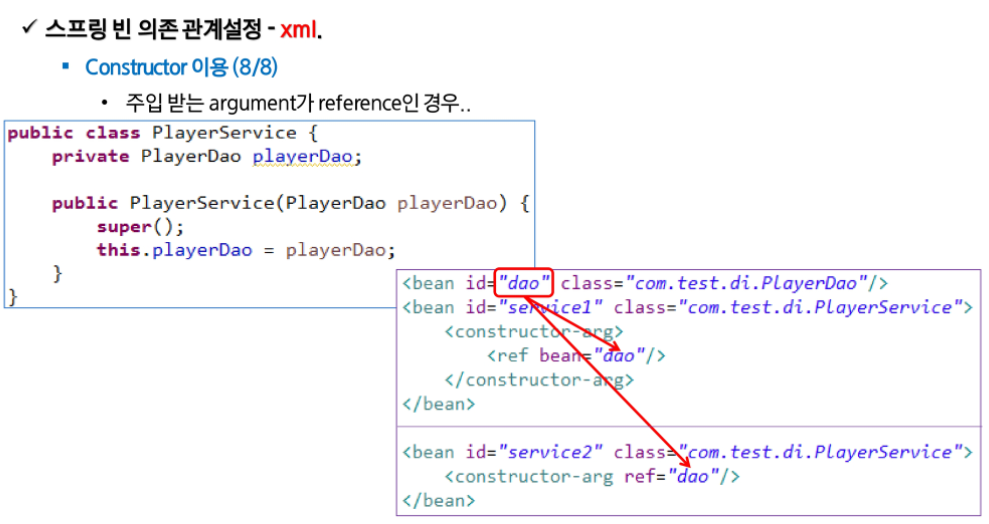 ✓ 스프링 빈 의존 관계설정 - xml.
▪ Constructor 이용 (8/8)
• 주입 받는 argument가 reference인 경우..
public class PlayerService {
    private PlayerDao playerDao;

    public PlayerService(PlayerDao playerDao) {
        super();
        this.playerDao = playerDao;
    }
}
<bean id="dao" class="com.test.di.PlayerDao"/>
<bean id="service1" class="com.test.di.PlayerService">
    <constructor-arg>
        <ref bean="dao"/>
    </constructor-arg>
</bean>
<bean id="service2" class="com.test.di.PlayerService">
    <constructor-arg ref="dao"/>
</bean>